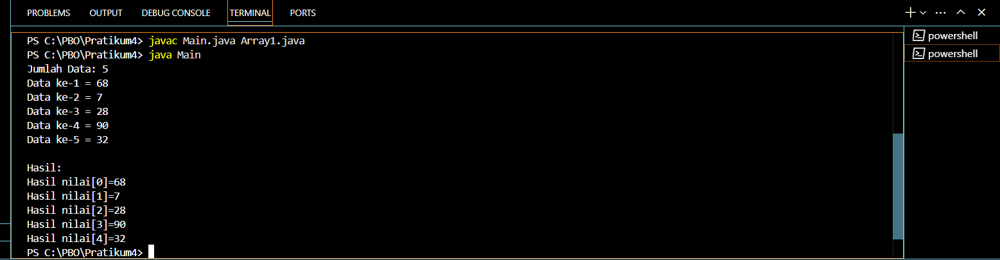 PROBLEMS OUTPUT DEBUG CONSOLE TERMINAL PORTS
PS C:\PBO\Pratikum4> javac Main.java Array1.java
PS C:\PBO\Pratikum4> java Main
Jumlah Data: 5
Data ke-1 = 68
Data ke-2 = 7
Data ke-3 = 28
Data ke-4 = 90
Data ke-5 = 32
Hasil:
Hasil nilai[0]=68
Hasil nilai[1]=7
Hasil nilai[2]=28
Hasil nilai[3]=90
Hasil nilai[4]=32
PS C:\PBO\Pratikum4>
powershell
powershell